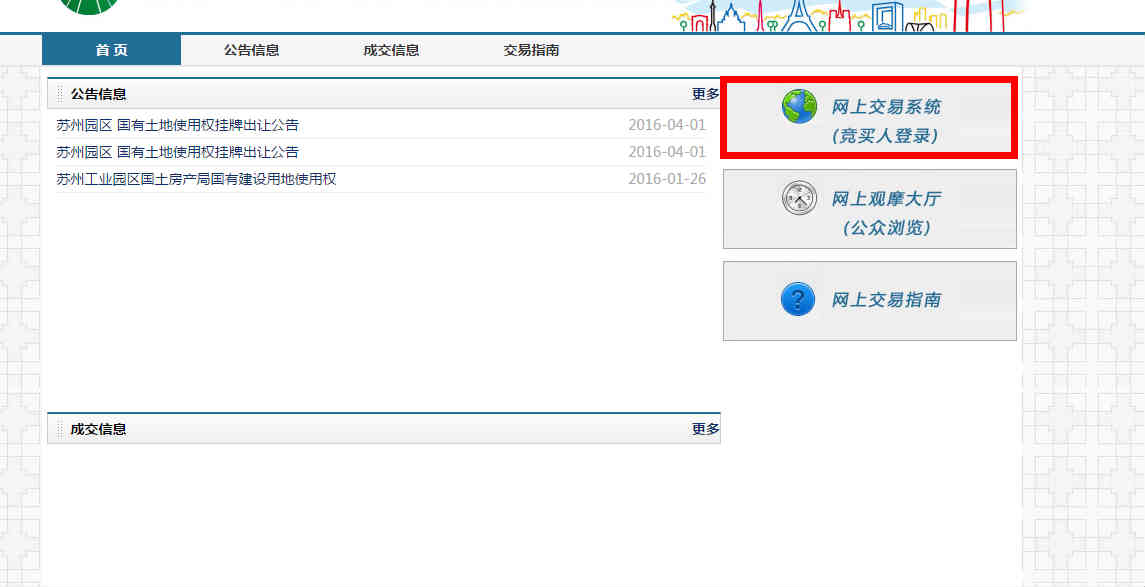 首 页 公告信息 成交信息 交易指南
公告信息 更多
苏州园区 国有土地使用权挂牌出让公告 2016-04-01
苏州园区 国有土地使用权挂牌出让公告 2016-04-01
苏州工业园区国土房产局国有建设用地使用权 2016-01-26
网上交易系统
(竞买人登录)
网上观摩大厅
(公众浏览)
网上交易指南
成交信息 更多